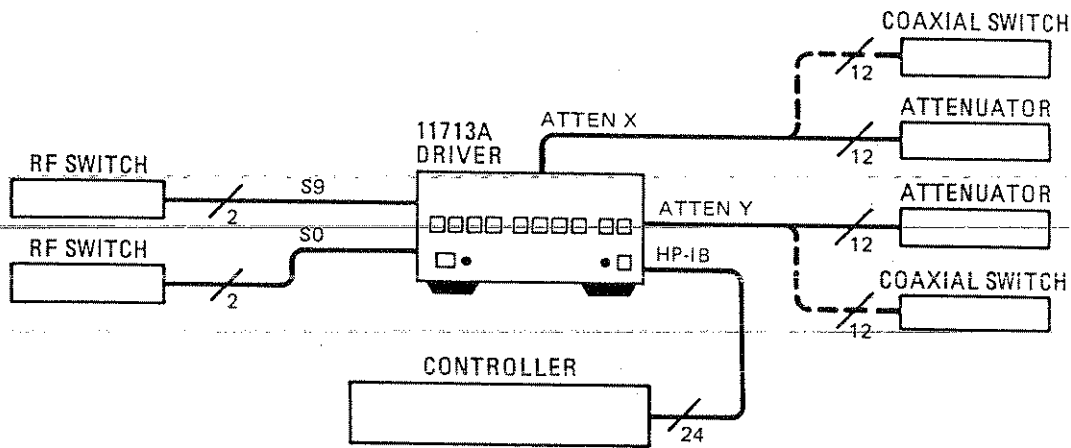 COAXIAL SWITCH
12
ATTEN X
ATTENUATOR
12
11713A
DRIVER
RF SWITCH
S9
2
ATTENUATOR
ATTEN Y
12
RF SWITCH
S0
2
HP-IB
COAXIAL SWITCH
12
CONTROLLER
24